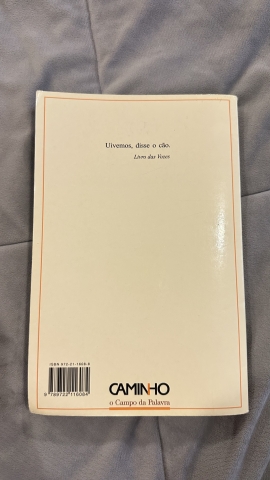 Uivemos, disse o cão.
Livro das Vozes
CAMINHO
o Campo da Palavra